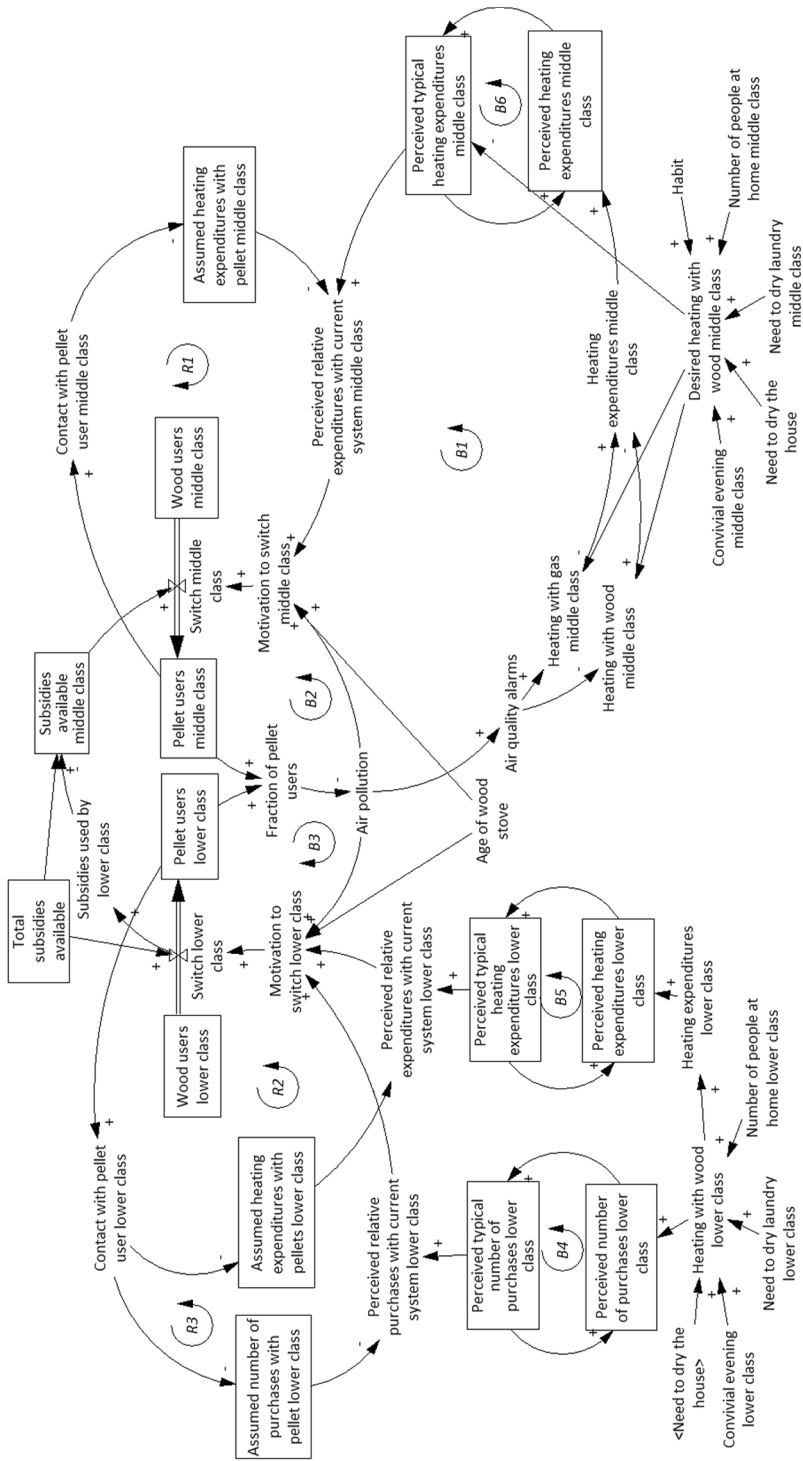 Total
subsidies
available
Subsidies
available
middle class
Subsidies used by
lower class
Contact with pellet
user lower class
Contact with pellet
user middle class
Wood users
lower class
Switch lower
class
Pellet users
lower class
Pellet users
middle class
Switch middle
class
Wood users
middle class
R3
R2
R1
Assumed number of
purchases with
pellet lower class
Assumed heating
expenditures with
pellets lower class
Motivation to
switch lower class
Fraction of pellet
users
Motivation to switch
middle class
Assumed heating
expenditures with
pellet middle class
B3
B2
Air pollution
Perceived relative
purchases with current
system lower class
Perceived relative
expenditures with current
system lower class
Age of wood
stove
Perceived relative
expenditures with current
system middle class
B1
Air quality alarms
Perceived typical
number of
purchases lower
class
B4
Perceived number
of purchases lower
class
Perceived typical
heating
expenditures lower
class
B5
Perceived heating
expenditures lower
class
Heating with gas
middle class
Heating with wood
middle class
Heating
expenditures middle
class
Perceived typical
heating expenditures
middle class
B6
Perceived heating
expenditures middle
class
Heating with wood
lower class
Heating expenditures
lower class
<Need to dry the
house>
Convivial evening
lower class
Need to dry laundry
lower class
Number of people at
home lower class
Desired heating with
wood middle class
Convivial evening
middle class
Need to dry the
house
Need to dry laundry
middle class
Number of people at
home middle class
Habit